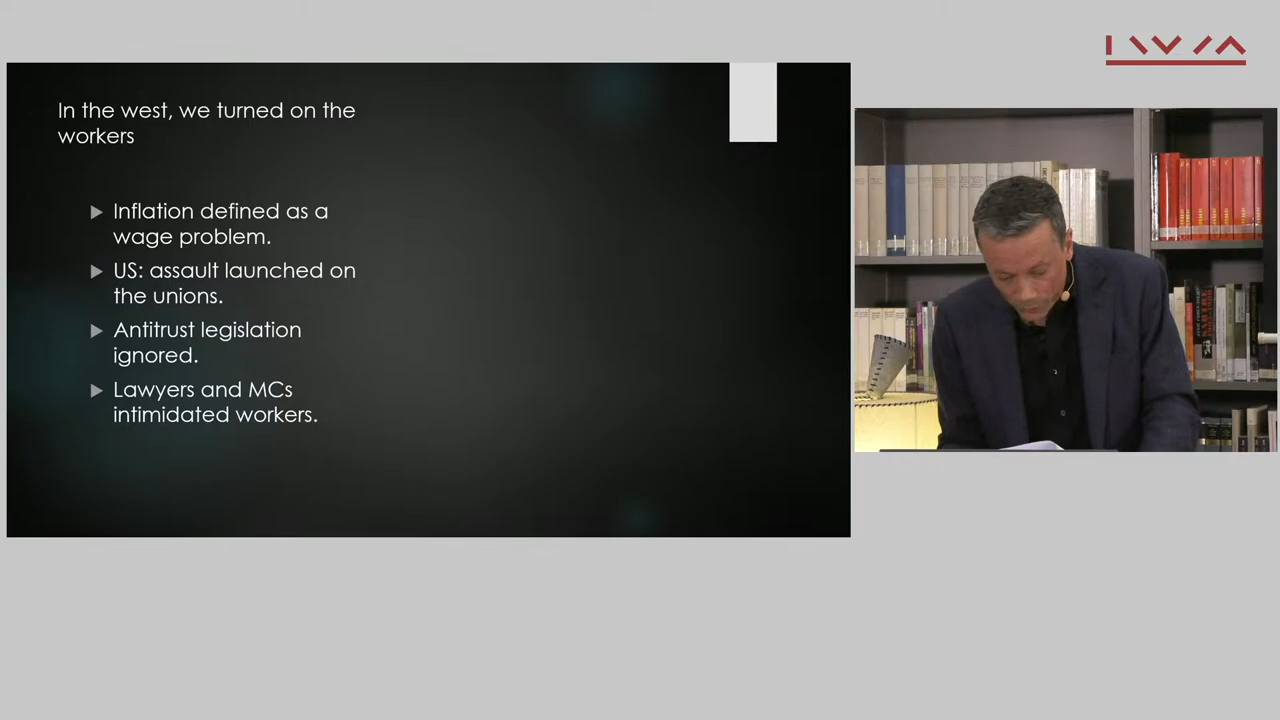 In the west, we turned on the
workers
Inflation defined as a
wage problem.
US: assault launched on
the unions.
Antitrust legislation
ignored.
Lawyers and MCs
intimidated workers.